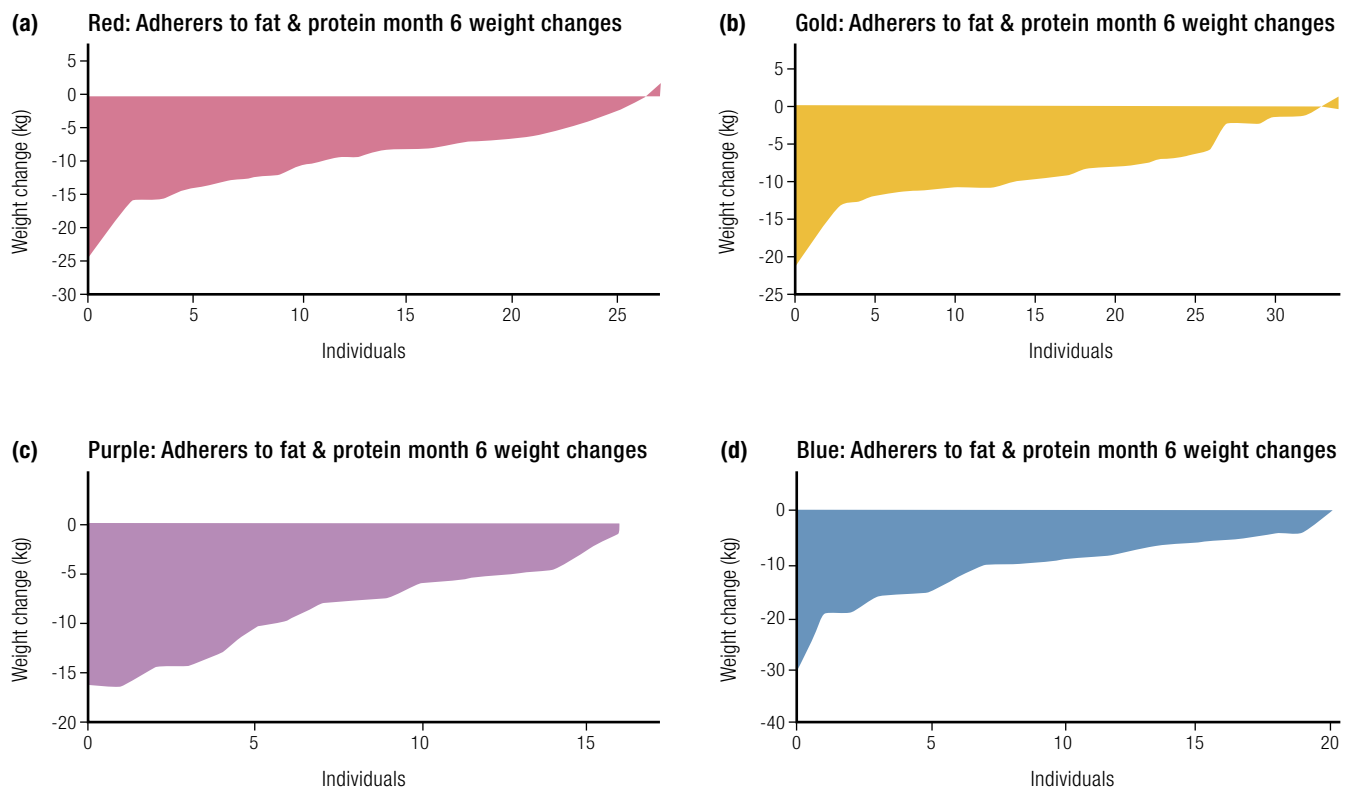 (a) Red: Adherers to fat & protein month 6 weight changes
Weight change (kg)
5
0
-5
-10
-15
-20
-25
-30
0 5 10 15 20 25
Individuals
(b) Gold: Adherers to fat & protein month 6 weight changes
Weight change (kg)
5
0
-5
-10
-15
-20
-25
0 5 10 15 20 25 30
Individuals
(c) Purple: Adherers to fat & protein month 6 weight changes
Weight change (kg)
0
-5
-10
-15
-20
0 5 10 15
Individuals
(d) Blue: Adherers to fat & protein month 6 weight changes
Weight change (kg)
0
-10
-20
-30
-40
0 5 10 15 20
Individuals